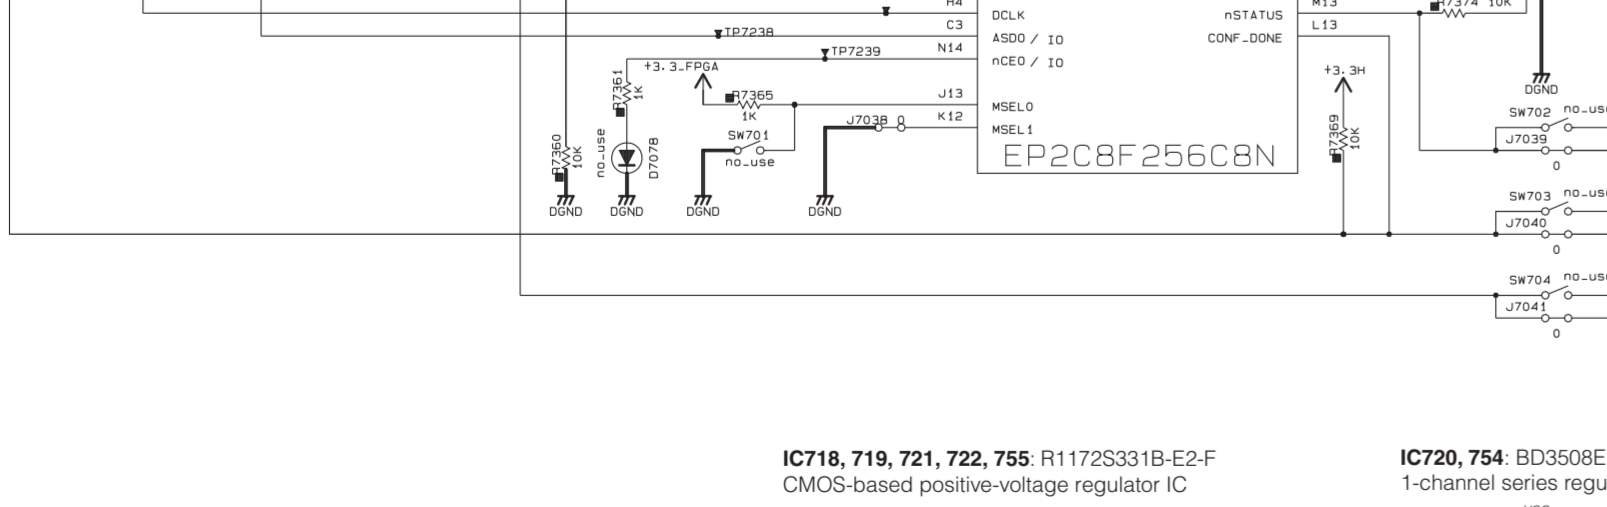 H4
DCLK
nSTATUS
M13
R7374 10K
C3
ASDO / IO
CONF_DONE
L13
TP7238
N14
nCEO / IO
TP7239
+3.3_FPGA
R7361
1K
R7365
1K
J13
MSEL0
K12
MSEL1
J7038 0
SW701
no_use
EP2C8F256C8N
+3.3H
R7369
10K
DGND
SW702
J7039
0
R7360
10K
no_use
D7078
DGND
DGND
DGND
DGND
SW703
J7040
0
SW704
J7041
0
IC718, 719, 721, 722, 755: R1172S331B-E2-F
CMOS-based positive-voltage regulator IC
IC720, 754: BD3508E
1-channel series regu